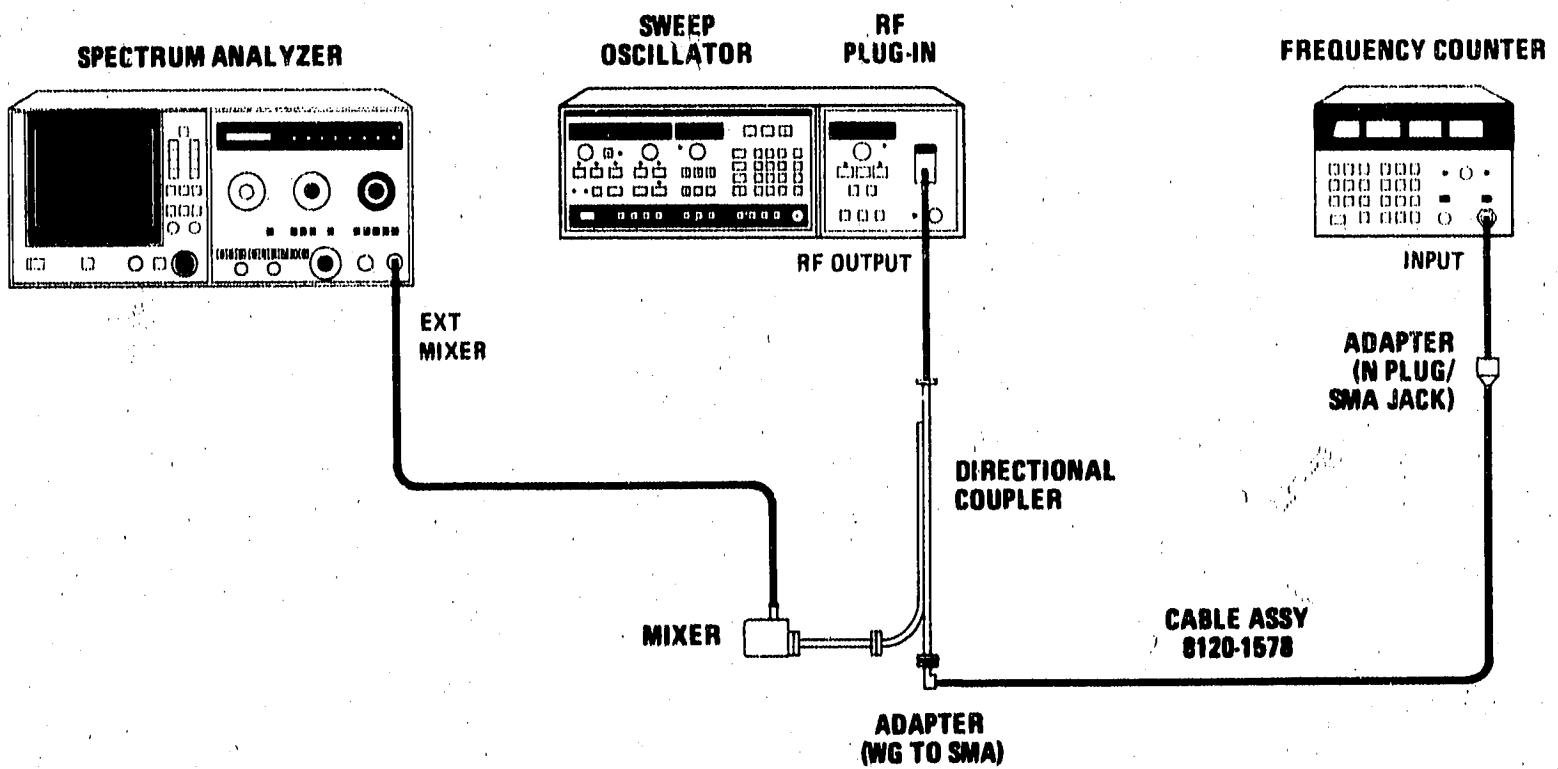 SPECTRUM ANALYZER
SWEEP
OSCILLATOR
RF
PLUG-IN
FREQUENCY COUNTER
RF OUTPUT
INPUT
EXT
MIXER
ADAPTER
(N PLUG/
SMA JACK)
DIRECTIONAL
COUPLER
MIXER
CABLE ASSY
8120-1578
ADAPTER
(WG TO SMA)